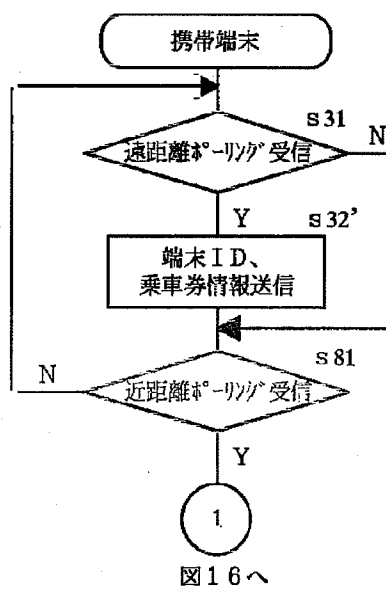 携帯端末
s31
遠距離ポーリング受信
N
Y
s32’
端末ＩＤ、
乗車券情報送信
s81
N
近距離ポーリング受信
Y
1
図１６へ